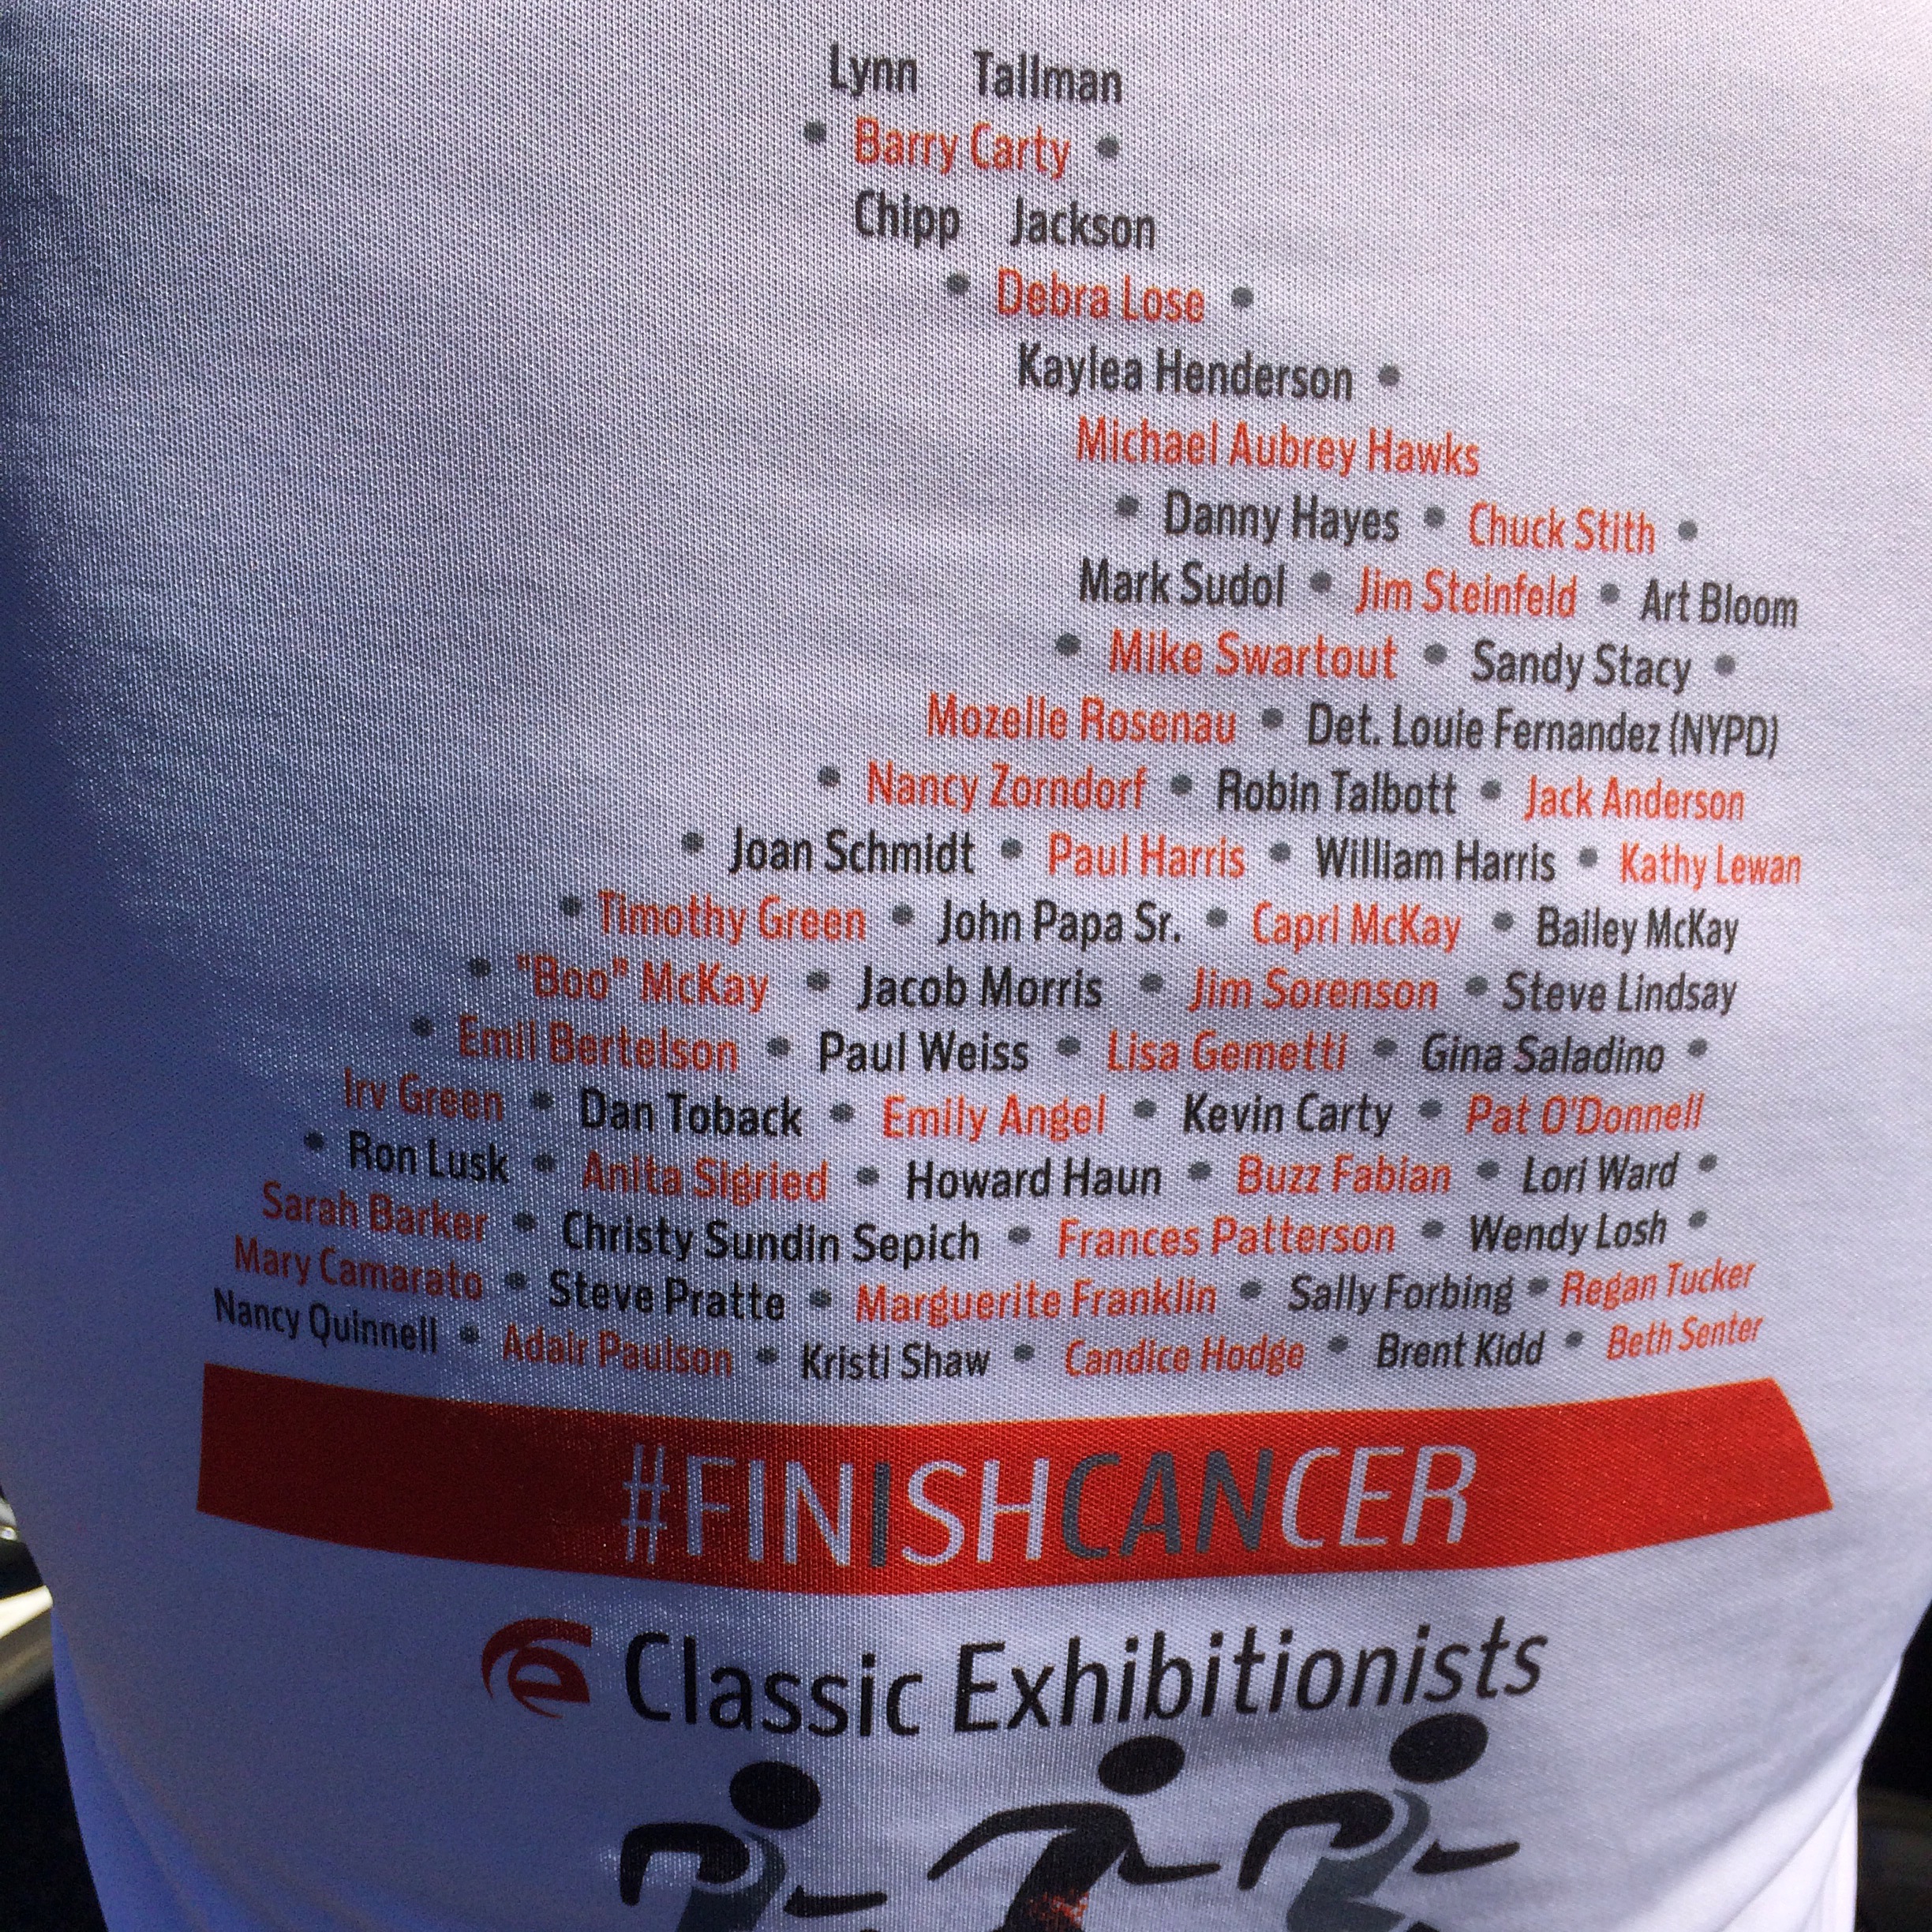 Lynn Tallman
• Barry Carty •
Chipp Jackson
• Debra Lose •
Kaylea Henderson •
Michael Aubrey Hawks
• Danny Hayes • Chuck Stith •
Mark Sudol • Jim Steinfeld • Art Bloom
• Mike Swartout • Sandy Stacy •
Mozelle Rosenau • Det. Louie Fernandez (NYPD)
• Nancy Zorndorf • Robin Talbott • Jack Anderson
• Joan Schmidt • Paul Harris • William Harris • Kathy Lewan
• Timothy Green • John Papa Sr. • Capri McKay • Bailey McKay
• "Boo" McKay • Jacob Morris • Jim Sorenson • Steve Lindsay
• Emil Bertelson • Paul Weiss • Lisa Gemetti • Gina Saladino •
Irv Green • Dan Toback • Emily Angel • Kevin Carty • Pat O'Donnell
• Ron Lusk • Anita Sigried • Howard Haun • Buzz Fabian • Lori Ward •
Sarah Barker • Christy Sundin Sepich • Frances Patterson • Wendy Losh •
Mary Camarato • Steve Pratte • Marguerite Franklin • Sally Forbing • Regan Tucker
Nancy Quinnell • Adair Paulson • Kristi Shaw • Candice Hodge • Brent Kidd • Beth Senter
#FINISHCANCER
e Classic Exhibitionists